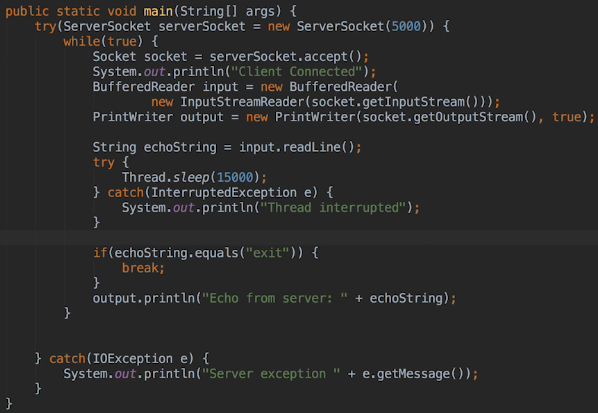 public static void main(String[] args) {
    try(ServerSocket serverSocket = new ServerSocket(5000)) {
        while(true) {
            Socket socket = serverSocket.accept();
            System.out.println("Client Connected");
            BufferedReader input = new BufferedReader(
                    new InputStreamReader(socket.getInputStream()));
            PrintWriter output = new PrintWriter(socket.getOutputStream(), true);
            String echoString = input.readLine();
            try {
                Thread.sleep(15000);
            } catch(InterruptedException e) {
                System.out.println("Thread interrupted");
            }
            if(echoString.equals("exit")) {
                break;
            }
            output.println("Echo from server: " + echoString);
        }
    } catch(IOException e) {
        System.out.println("Server exception " + e.getMessage());
    }
}